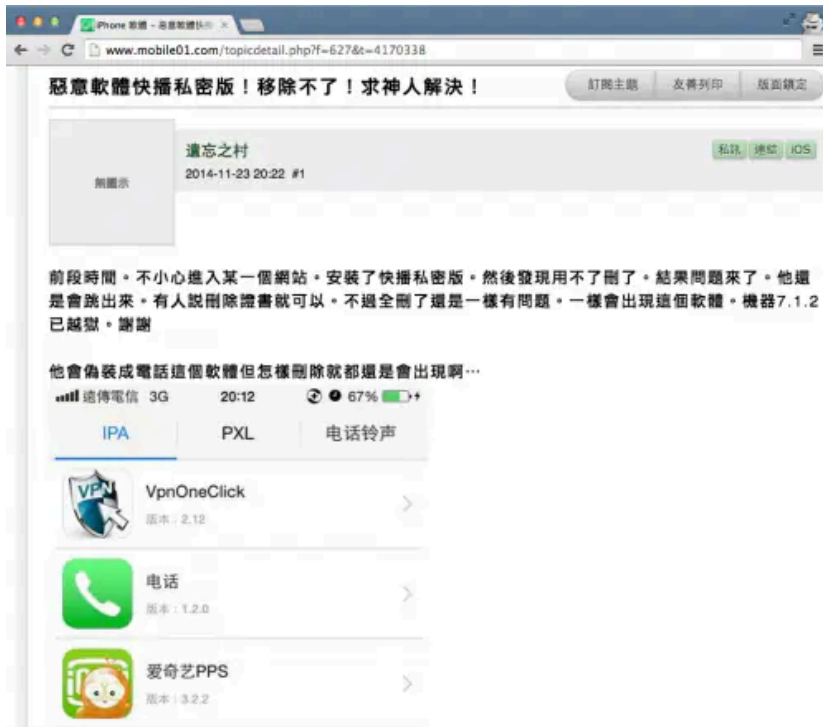 iPhone 軟體 - 惡意軟體快
www.mobile01.com/topicdetail.php?f=627&t=4170338
惡意軟體快播私密版！移除不了！求神人解決！
訂閱主題 友善列印 版面鎖定
遺忘之村
私訊 連結 iOS
2014-11-23 20:22 #1
無圖示
前段時間。不小心進入某一個網站。安裝了快播私密版。然後發現用不了刪了。結果問題來了。他還
是會跳出來。有人説刪除證書就可以。不過全刪了還是一樣有問題。一樣會出現這個軟體。機器7.1.2
已越獄。謝謝
他會偽裝成電話這個軟體但怎樣刪除就都還是會出現啊…
遠傳電信 3G 20:12 67%
IPA PXL 电话铃声
VPN
VpnOneClick
版本：2.12
电话
版本：1.2.0
爱奇艺PPS
版本：3.2.2